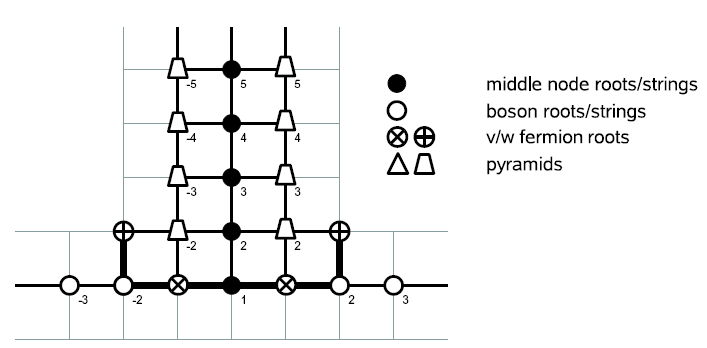 -5 5 5
-4 4 4
-3 3 3
-2 2 2
-3 -2 1 2 3
middle node roots/strings
boson roots/strings
v/w fermion roots
pyramids